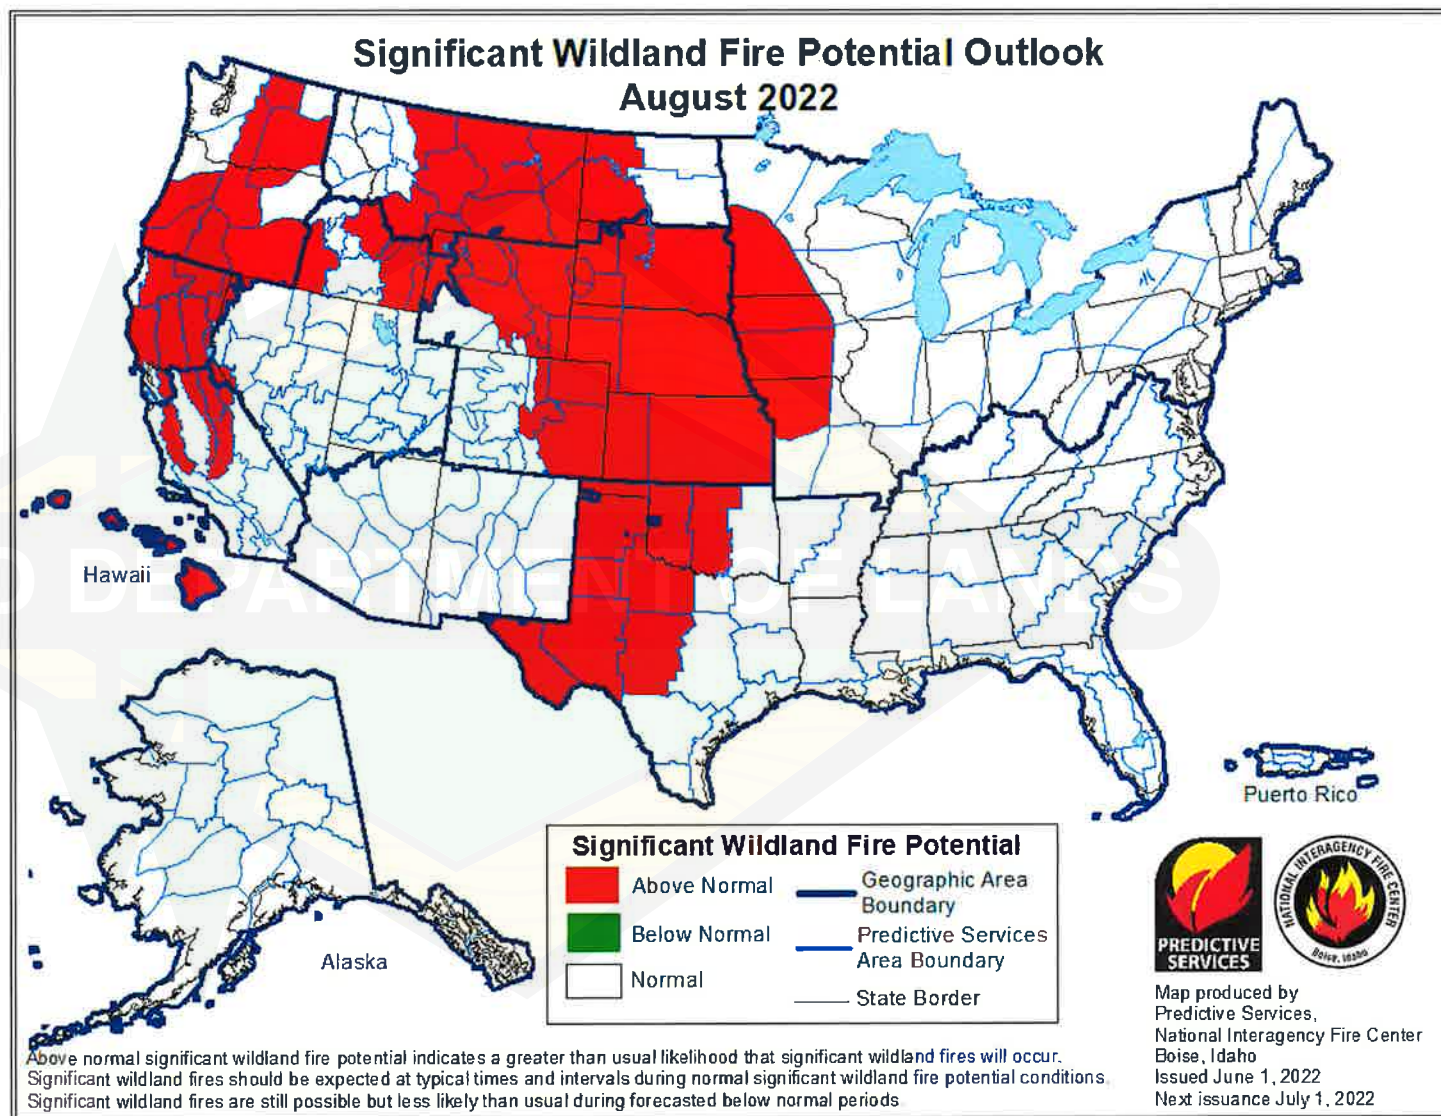 Significant Wildland Fire Potential Outlook
August 2022
Hawaii
DEPARTMENT OF LANDS
Alaska
Puerto Rico
Significant Wildland Fire Potential
Above Normal
Below Normal
Normal
Geographic Area
Boundary
Predictive Services
Area Boundary
State Border
PREDICTIVE
SERVICES
NATIONAL INTERAGENCY FIRE CENTER
Boise, Idaho
Map produced by
Predictive Services,
National Interagency Fire Center
Boise, Idaho
Issued June 1, 2022
Next issuance July 1, 2022
Above normal significant wildland fire potential indicates a greater than usual likelihood that significant wildland fires will occur.
Significant wildland fires should be expected at typical times and intervals during normal significant wildland fire potential conditions.
Significant wildland fires are still possible but less likely than usual during forecasted below normal periods